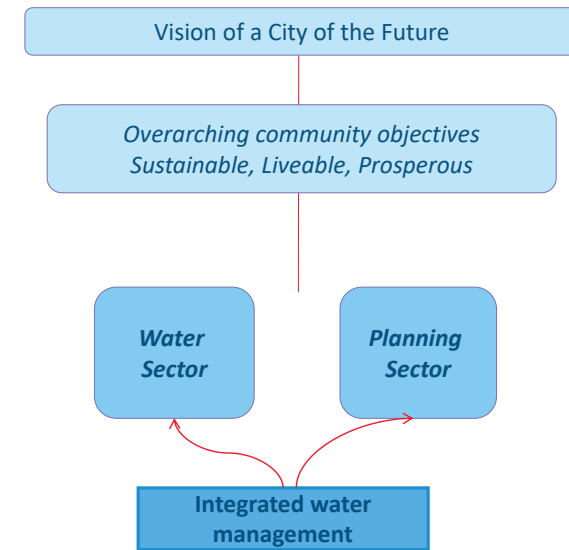 Vision of a City of the Future
Overarching community objectives
Sustainable, Liveable, Prosperous
Water
Sector
Planning
Sector
Integrated water
management